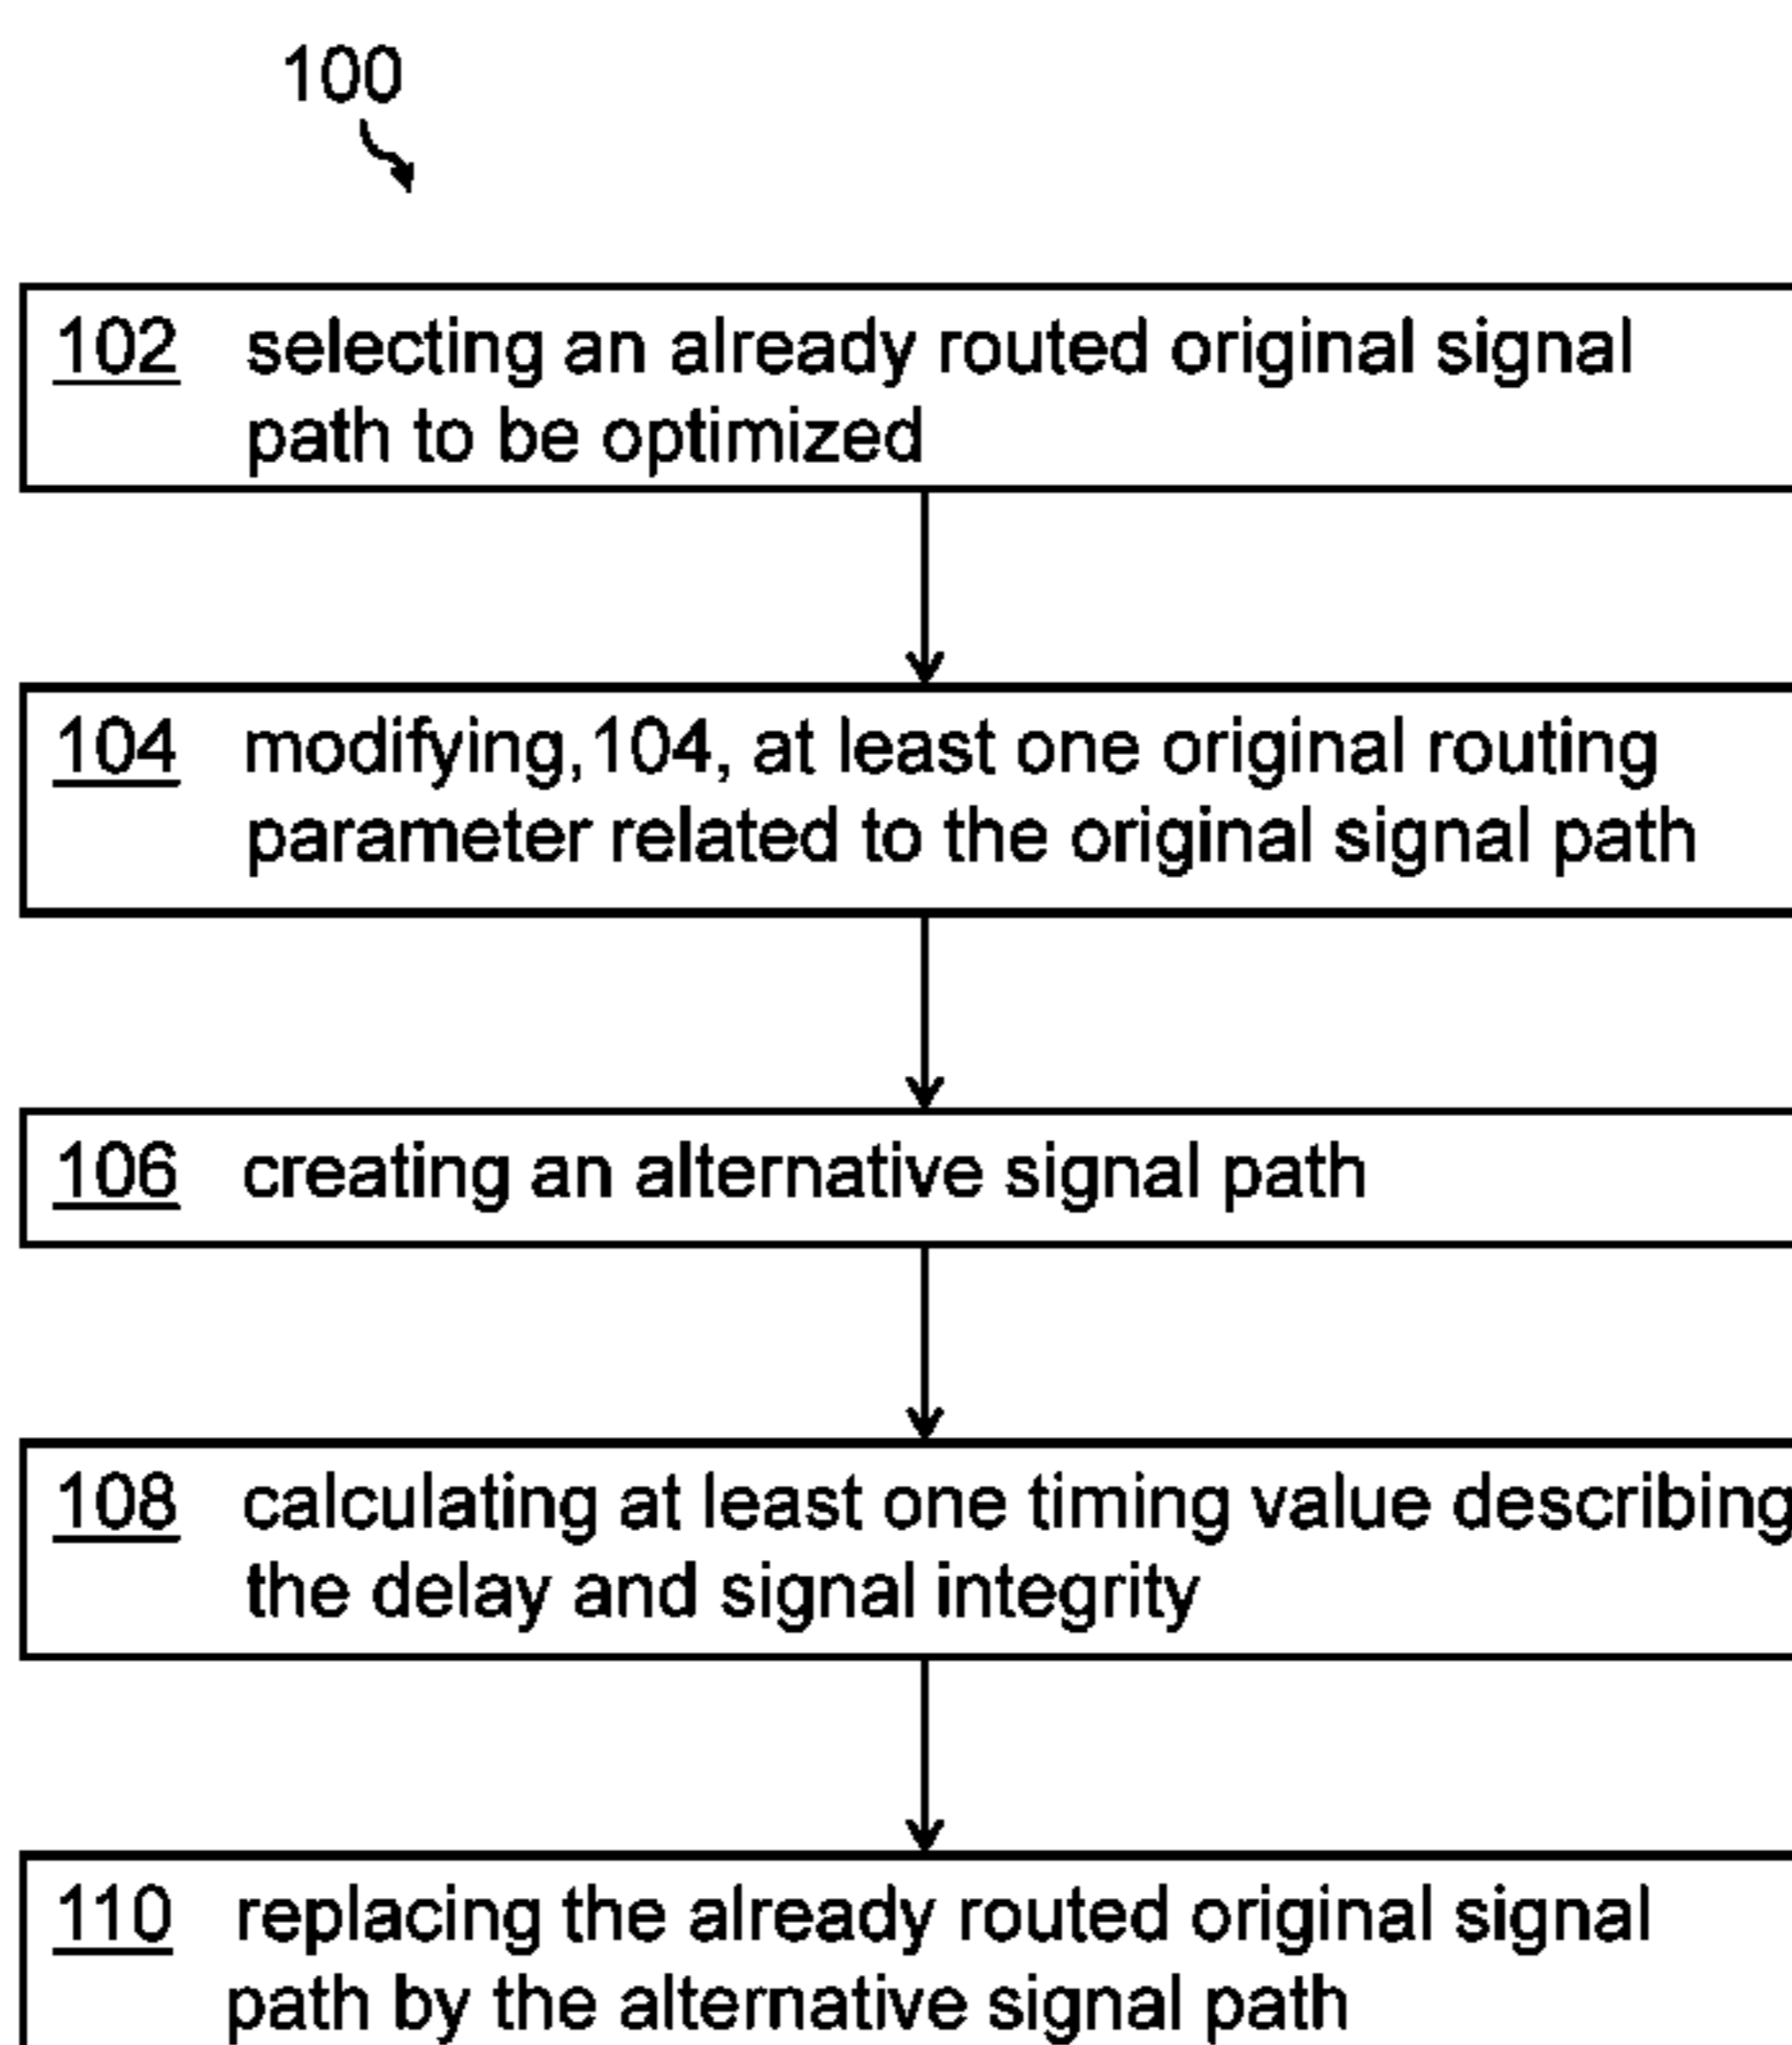 100
102 selecting an already routed original signal
path to be optimized
104 modifying,104, at least one original routing
parameter related to the original signal path
106 creating an alternative signal path
108 calculating at least one timing value describing
the delay and signal integrity
110 replacing the already routed original signal
path by the alternative signal path